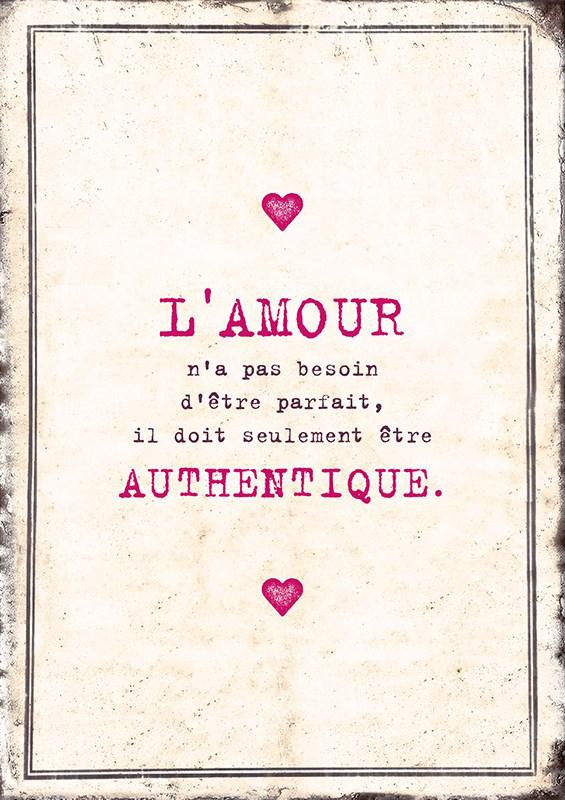 L'AMOUR
n'a pas besoin
d'être parfait,
il doit seulement être
AUTHENTIQUE.